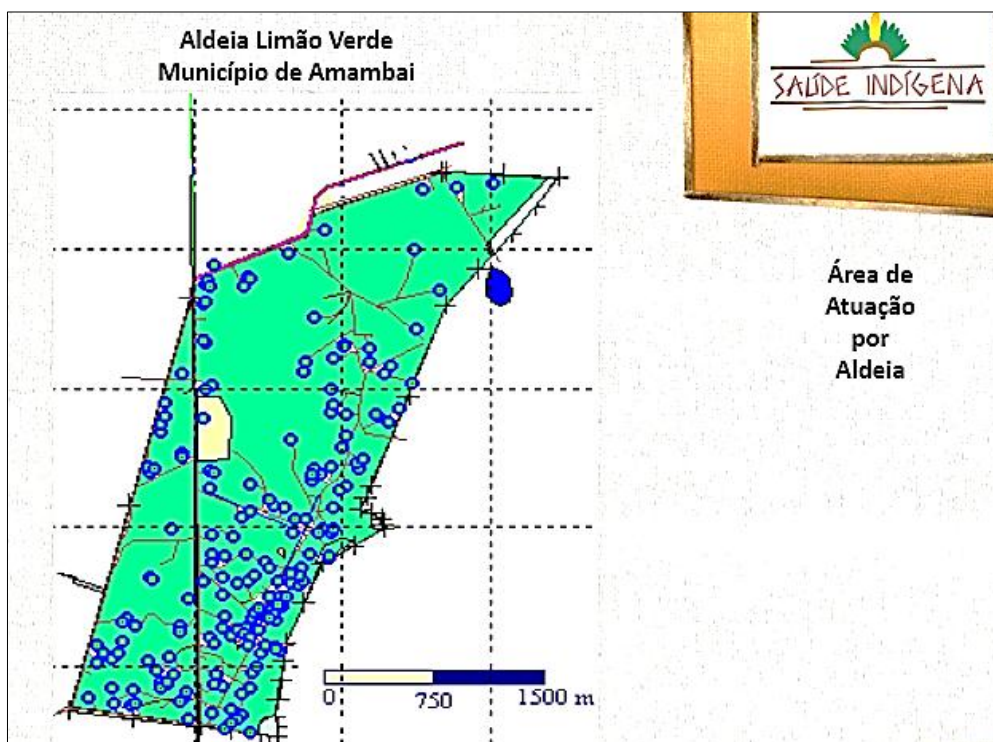 Aldeia Limão Verde
Município de Amambai
SAÚDE INDÍGENA
Área de
Atuação
por
Aldeia
0 750 1500 m